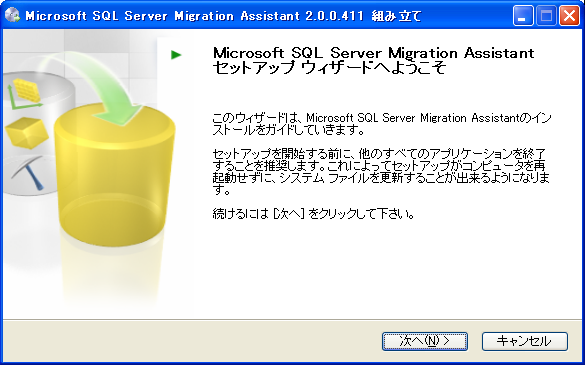 Microsoft SQL Server Migration Assistant 2.0.0.411 組み立て
Microsoft SQL Server Migration Assistant
セットアップ ウィザードへようこそ
このウィザードは、Microsoft SQL Server Migration Assistantのイン
ストールをガイドしていきます。
セットアップを開始する前に、他のすべてのアプリケーションを終了
することを推奨します。これによってセットアップがコンピュータを再
起動せずに、システム ファイルを更新することが出来るようになりま
す。
続けるには [次へ] をクリックして下さい。
次へ(N) >
キャンセル